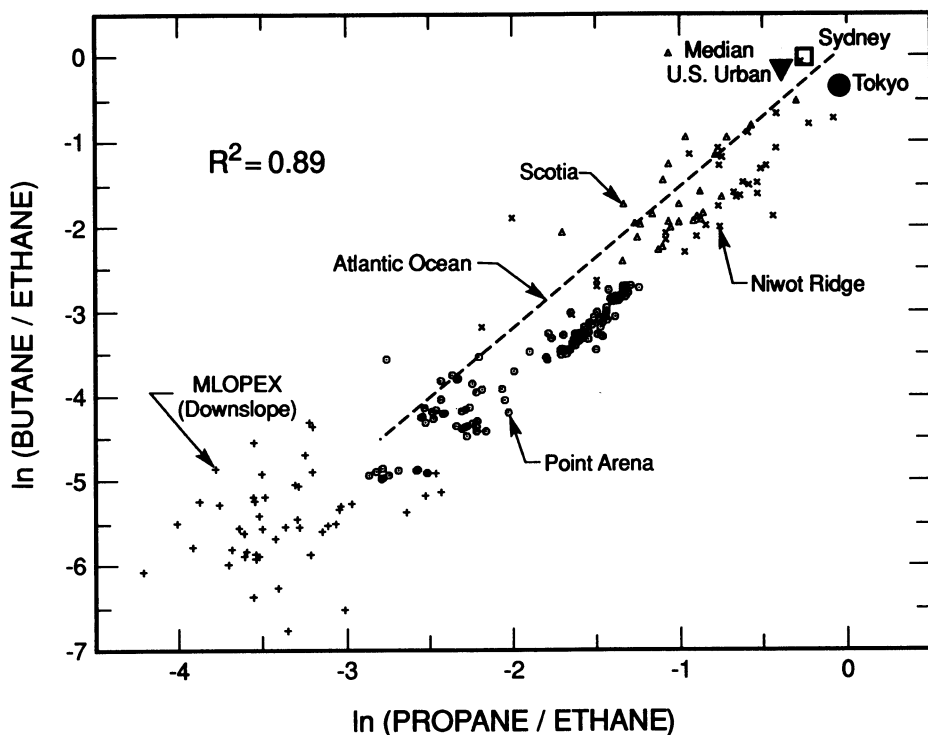 0
-1
-2
-3
-4
-5
-6
-7
ln (BUTANE / ETHANE)
R² = 0.89
Median
U.S. Urban
Sydney
Tokyo
Scotia
Atlantic Ocean
Niwot Ridge
MLOPEX
(Downslope)
Point Arena
-4
-3
-2
-1
0
ln (PROPANE / ETHANE)